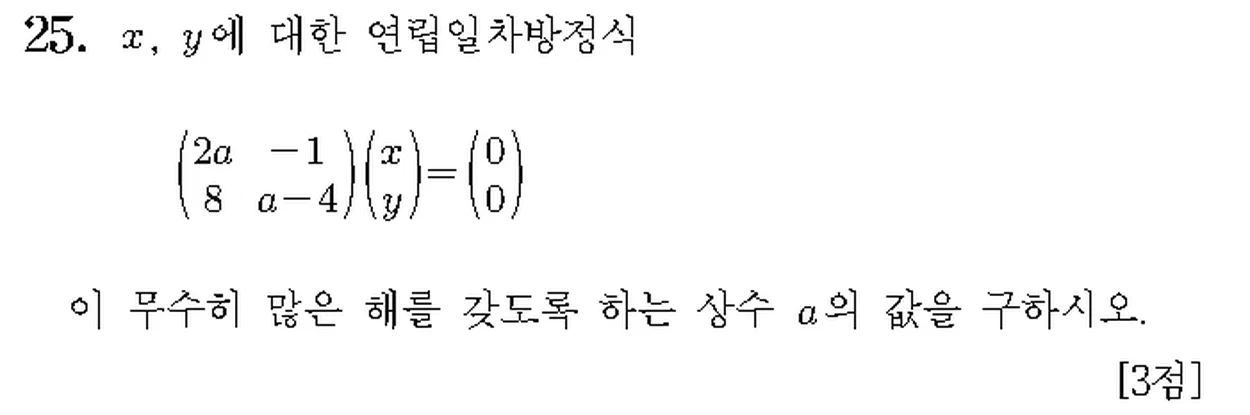 25. x, y에 대한 연립일차방정식
(2a -1) (x) = (0)
(8 a-4) (y) (0)
이 무수히 많은 해를 갖도록 하는 상수 a의 값을 구하시오.
[3점]